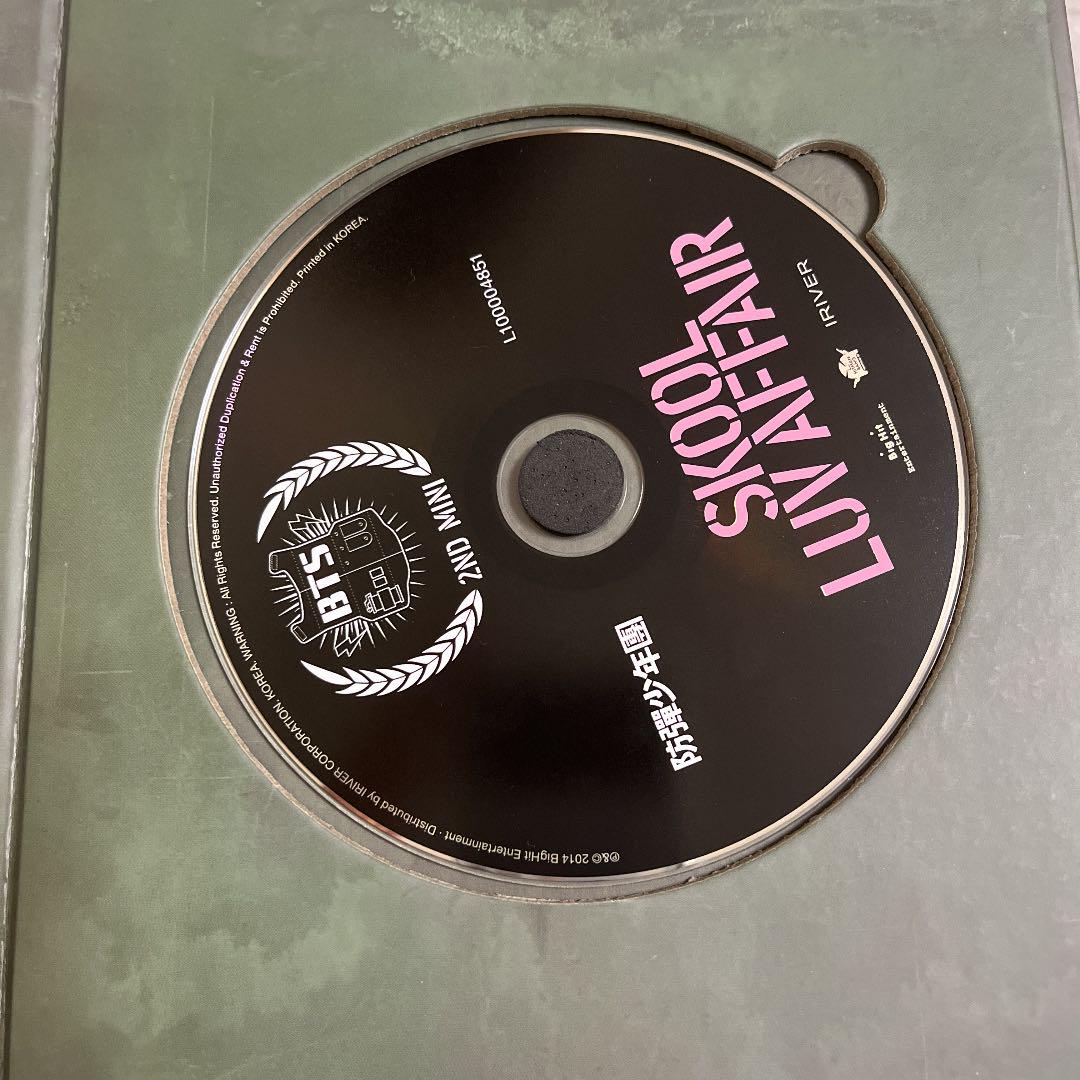 SKOOL
LUV AFFAIR
IRIVER
BigHit
Entertainment
L100004851
2ND MINI
BTS
防彈少年團
℗&© 2014 BigHit Entertainment · Distributed by IRIVER CORPORATION. KOREA. WARNING : All Rights Reserved. Unauthorized Duplication & Rent is Prohibited. Printed in KOREA.